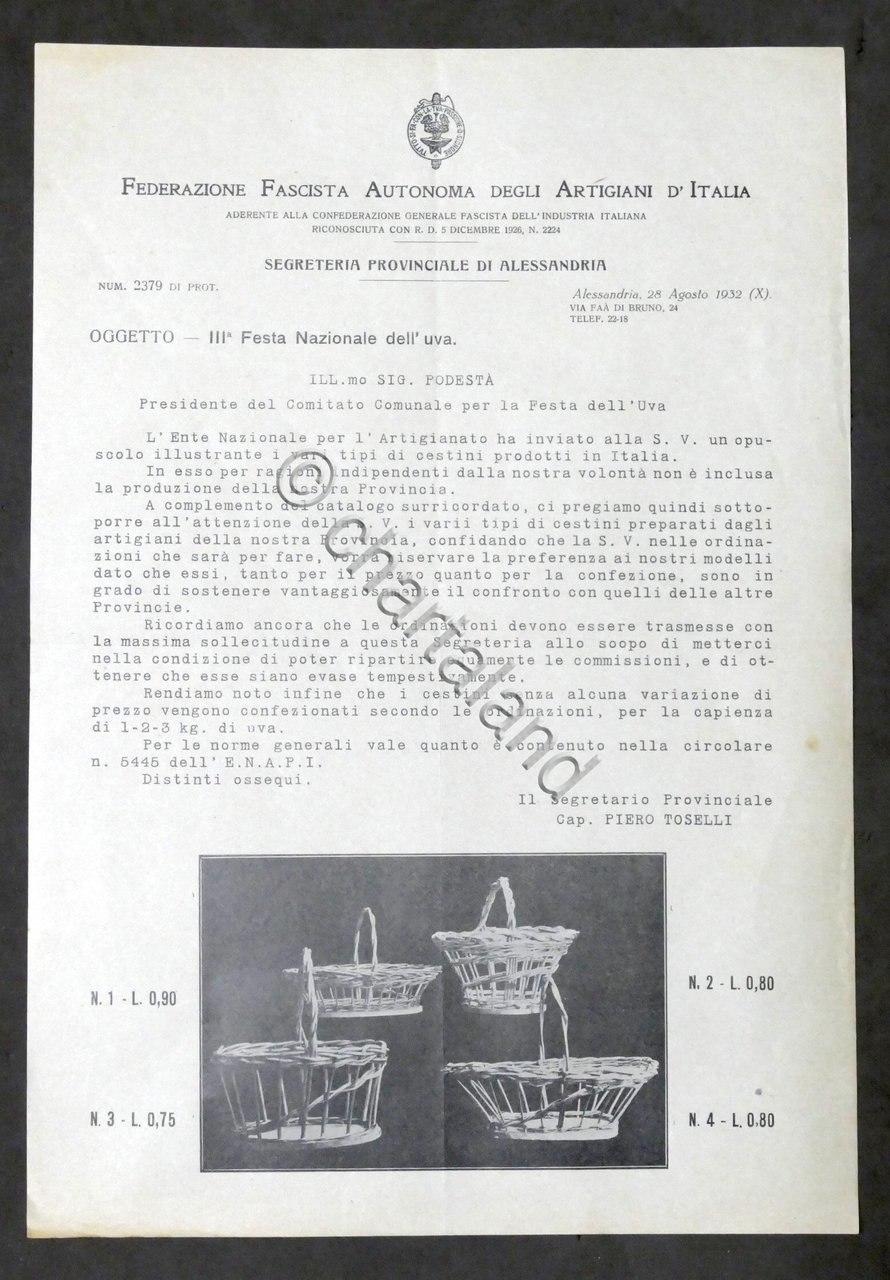 FEDERAZIONE FASCISTA AUTONOMA DEGLI ARTIGIANI D'ITALIA
ADERENTE ALLA CONFEDERAZIONE GENERALE FASCISTA DELL'INDUSTRIA ITALIANA
RICONOSCIUTA CON R. D. 5 DICEMBRE 1926, N. 2224
SEGRETERIA PROVINCIALE DI ALESSANDRIA
NUM. 2379 DI PROT.
Alessandria, 28 Agosto 1932 (X).
VIA FAÀ DI BRUNO, 24
TELEF. 22-18
OGGETTO — IIIª Festa Nazionale dell'uva.
ILL.mo SIG. PODESTÀ
Presidente del Comitato Comunale per la Festa dell'Uva
L'Ente Nazionale per l'Artigianato ha inviato alla S. V. un opu-
scolo illustrante i vari tipi di cestini prodotti in Italia.
In esso per ragioni indipendenti dalla nostra volontà non è inclusa
la produzione della nostra Provincia.
A complemento del catalogo surricordato, ci pregiamo quindi sotto-
porre all'attenzione della S. V. i varii tipi di cestini preparati dagli
artigiani della nostra Provincia, confidando che la S. V. nelle ordina-
zioni che sarà per fare, vorrà riservare la preferenza ai nostri modelli
dato che essi, tanto per il prezzo quanto per la confezione, sono in
grado di sostenere vantaggiosamente il confronto con quelli delle altre
Provincie.
Ricordiamo ancora che le ordinazioni devono essere trasmesse con
la massima sollecitudine a questa Segreteria allo soopo di metterci
nella condizione di poter ripartire egualmente le commissioni, e di ot-
tenere che esse siano evase tempestivamente.
Rendiamo noto infine che i cestini senza alcuna variazione di
prezzo vengono confezionati secondo le ordinazioni, per la capienza
di 1-2-3 kg. di uva.
Per le norme generali vale quanto è contenuto nella circolare
n. 5445 dell' E.N.A.P.I.
Distinti ossequi.
Il Segretario Provinciale
Cap. PIERO TOSELLI
N. 1 - L. 0,90
N. 2 - L. 0,80
N. 3 - L. 0,75
N. 4 - L. 0,80
© chartaland